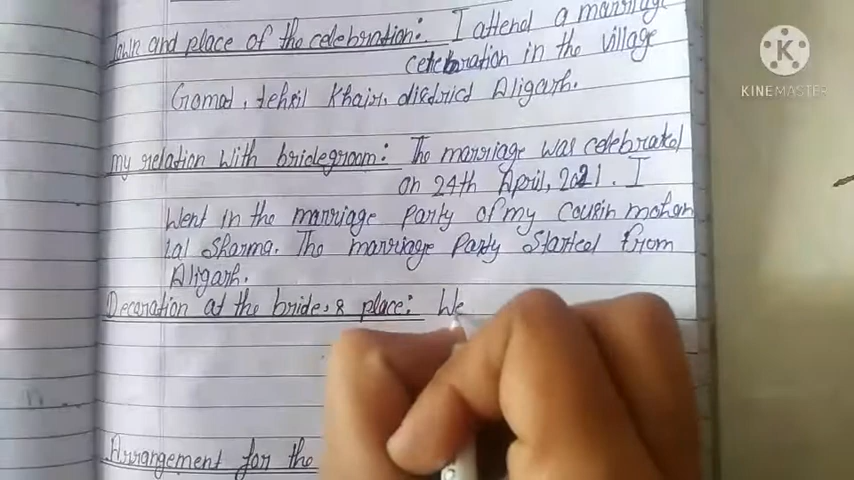 Town and place of the celebration: I attend a marriage
celebration in the village
Gomad, tehsil Khair, district Aligarh.
my relation with bridegroom: The marriage was celebrated
on 24th April, 2021. I
Went in the marriage party of my cousin mohan
lal Sharma. The marriage Party Started from
Aligarh.
Decoration at the bride,s place: We
Arrangement for the
K
KINEMASTER